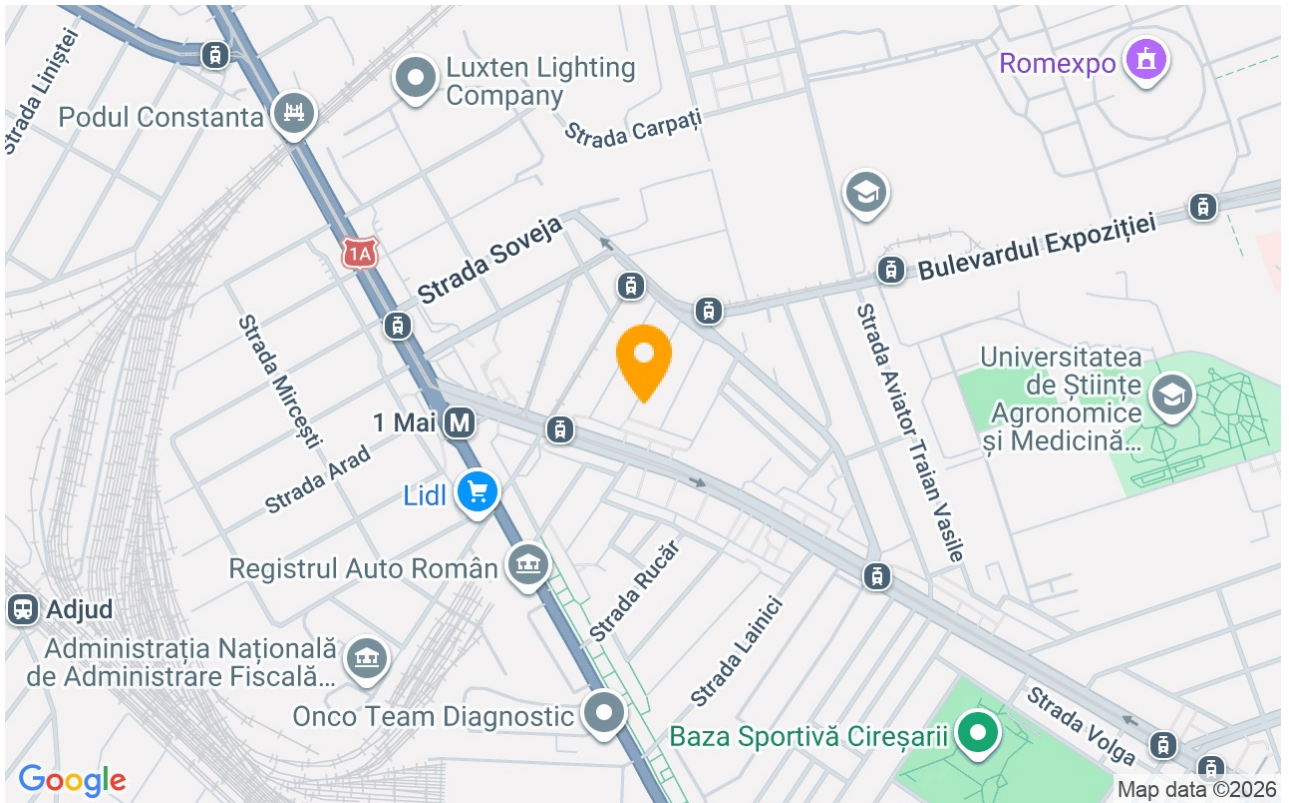 Strada Liniștei
Podul Constanta
Luxten Lighting
Company
Strada Carpați
Romexpo
1A
Strada Soveja
Bulevardul Expoziției
Strada Mircești
Strada Aviator Traian Vasile
Universitatea
de Științe
Agronomice
și Medicină...
1 Mai
M
Strada Arad
Lidl
Registrul Auto Român
Strada Rucăr
Adjud
Strada Lainici
Administrația Națională
de Administrare Fiscală...
Onco Team Diagnostic
Baza Sportivă Cireșarii
Strada Volga
Google
Map data ©2026